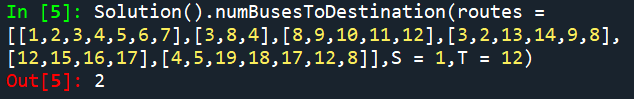 In [5]: Solution().numBusesToDestination(routes =
[[1,2,3,4,5,6,7],[3,8,4],[8,9,10,11,12],[3,2,13,14,9,8],
[12,15,16,17],[4,5,19,18,17,12,8]],S = 1,T = 12)
Out[5]: 2